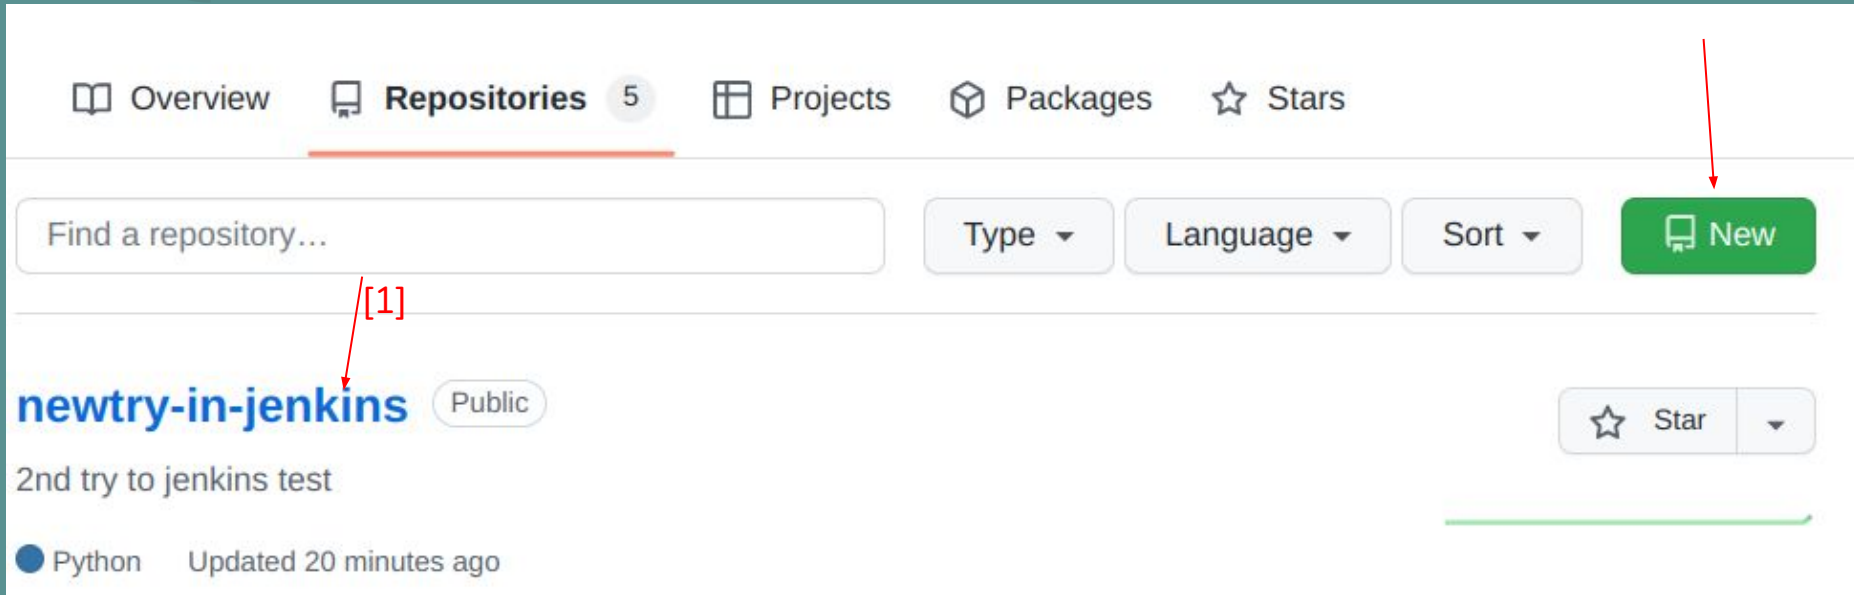 Overview Repositories 5 Projects Packages Stars
Find a repository... Type Language Sort New
[1]
newtry-in-jenkins Public Star
2nd try to jenkins test
Python Updated 20 minutes ago